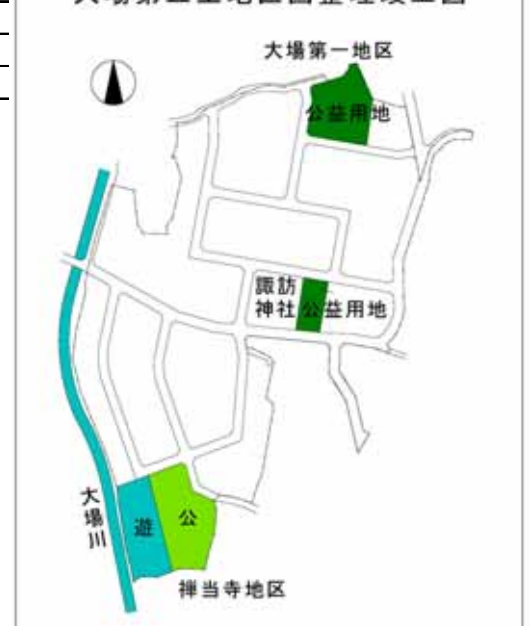 大場第一地区
公益用地
諏訪
神社 公益用地
大場川
遊
公
禅当寺地区